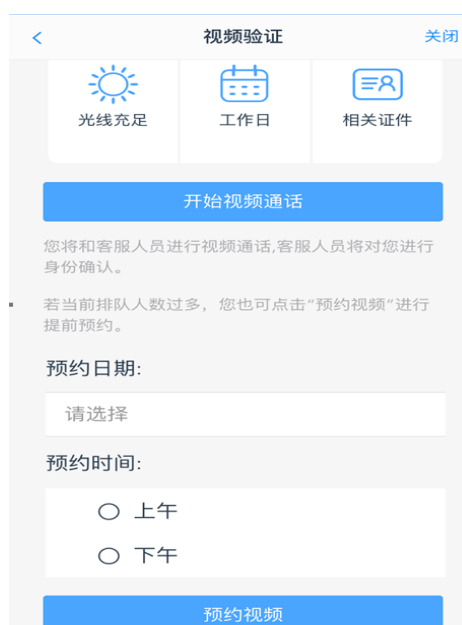 视频验证 关闭
光线充足 工作日 相关证件
开始视频通话
您将和客服人员进行视频通话,客服人员将对您进行
身份确认。
若当前排队人数过多，您也可点击“预约视频”进行
提前预约。
预约日期:
请选择
预约时间:
上午
下午
预约视频